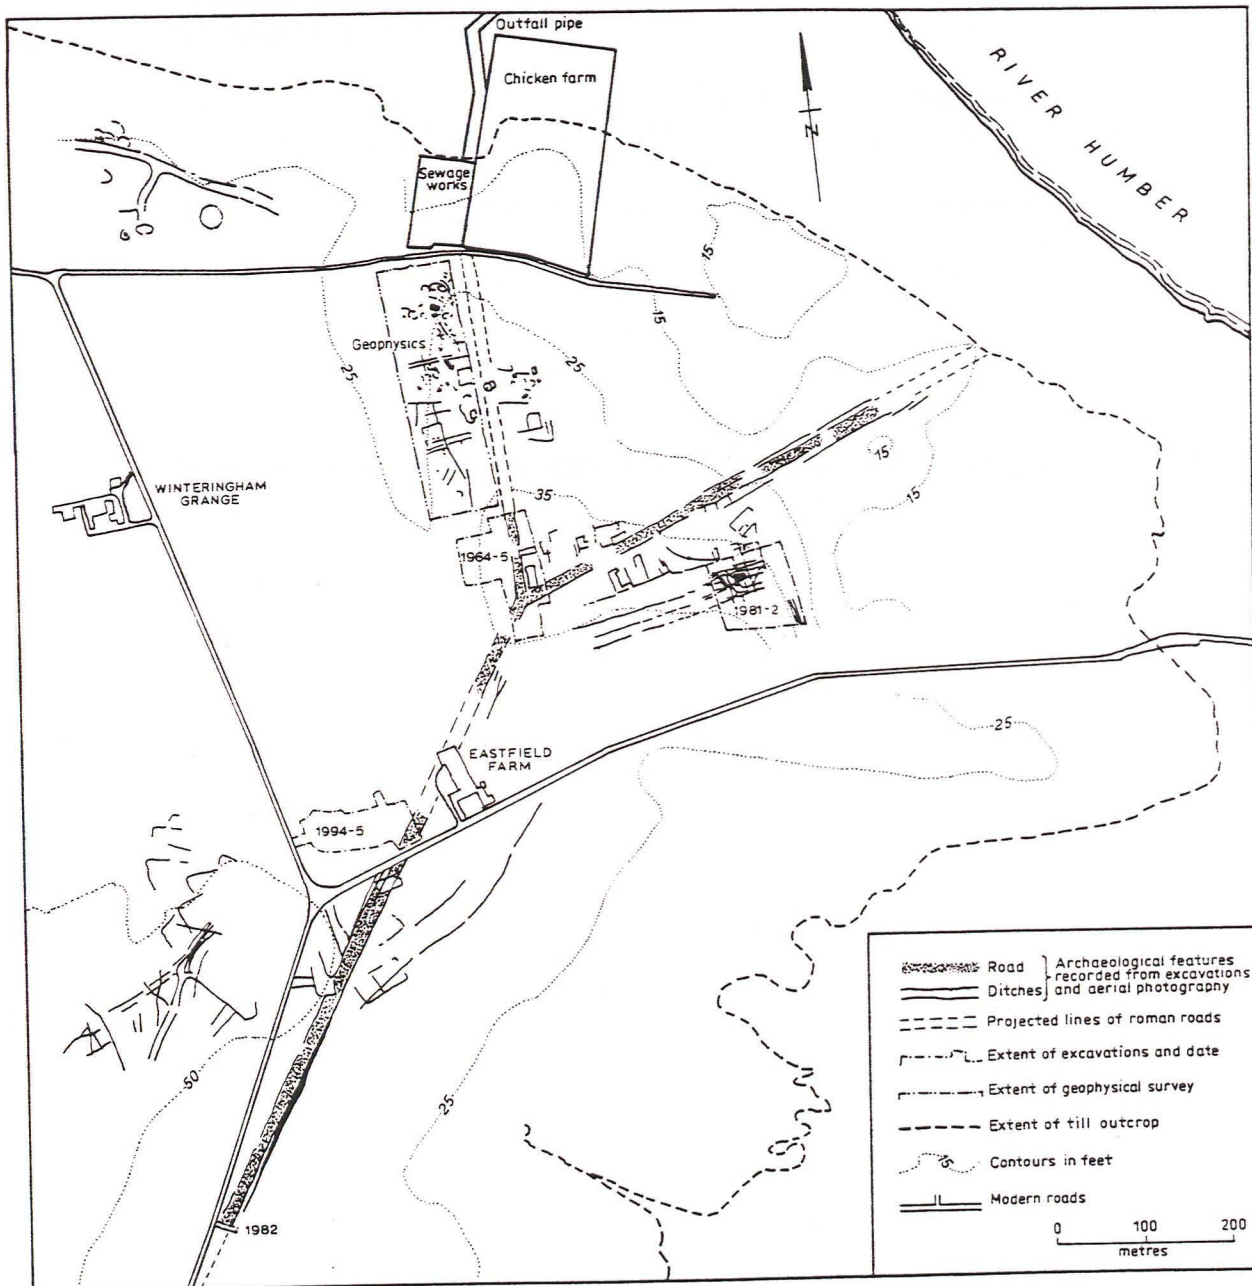 Outfall pipe
Chicken farm
RIVER HUMBER
N
Sewage
works
15
15
Geophysics
25
25
15
15
WINTERINGHAM
GRANGE
35
1964-5
1981-2
25
EASTFIELD
FARM
1994-5
50
25
1982
Road
Ditches
Archaeological features
recorded from excavations
and aerial photography
Projected lines of roman roads
Extent of excavations and date
Extent of geophysical survey
Extent of till outcrop
15
Contours in feet
Modern roads
0 100 200
metres